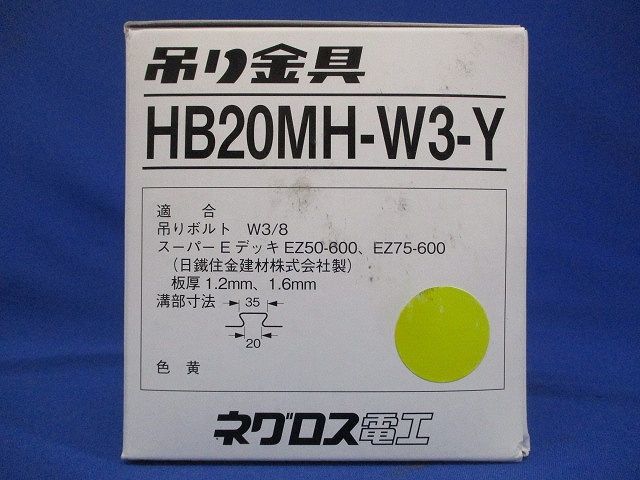 吊り金具
HB20MH-W3-Y
適　合
吊りボルト　W3/8
スーパー E デッキ EZ50-600、EZ75-600
（日鐵住金建材株式会社製）
板厚 1.2mm、1.6mm
溝部寸法
35
20
色　黄
ネグロス電工